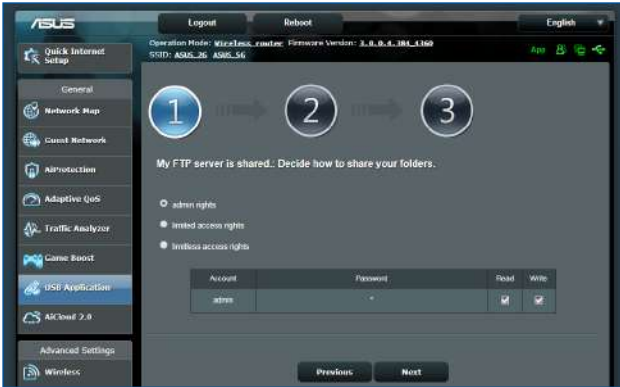 ASUS
Logout
Reboot
English
Quick Internet Setup
Operation Mode: Wireless router Firmware Version: 3.0.0.4.384_4360
SSID: ASUS_2G ASUS_5G
App
General
Network Map
Guest Network
AiProtection
Adaptive QoS
Traffic Analyzer
Game Boost
USB Application
AiCloud 2.0
Advanced Settings
Wireless
1
2
3
My FTP server is shared.: Decide how to share your folders.
admin rights
limited access rights
limitless access rights
Account Password Read Write
admin *
Previous
Next